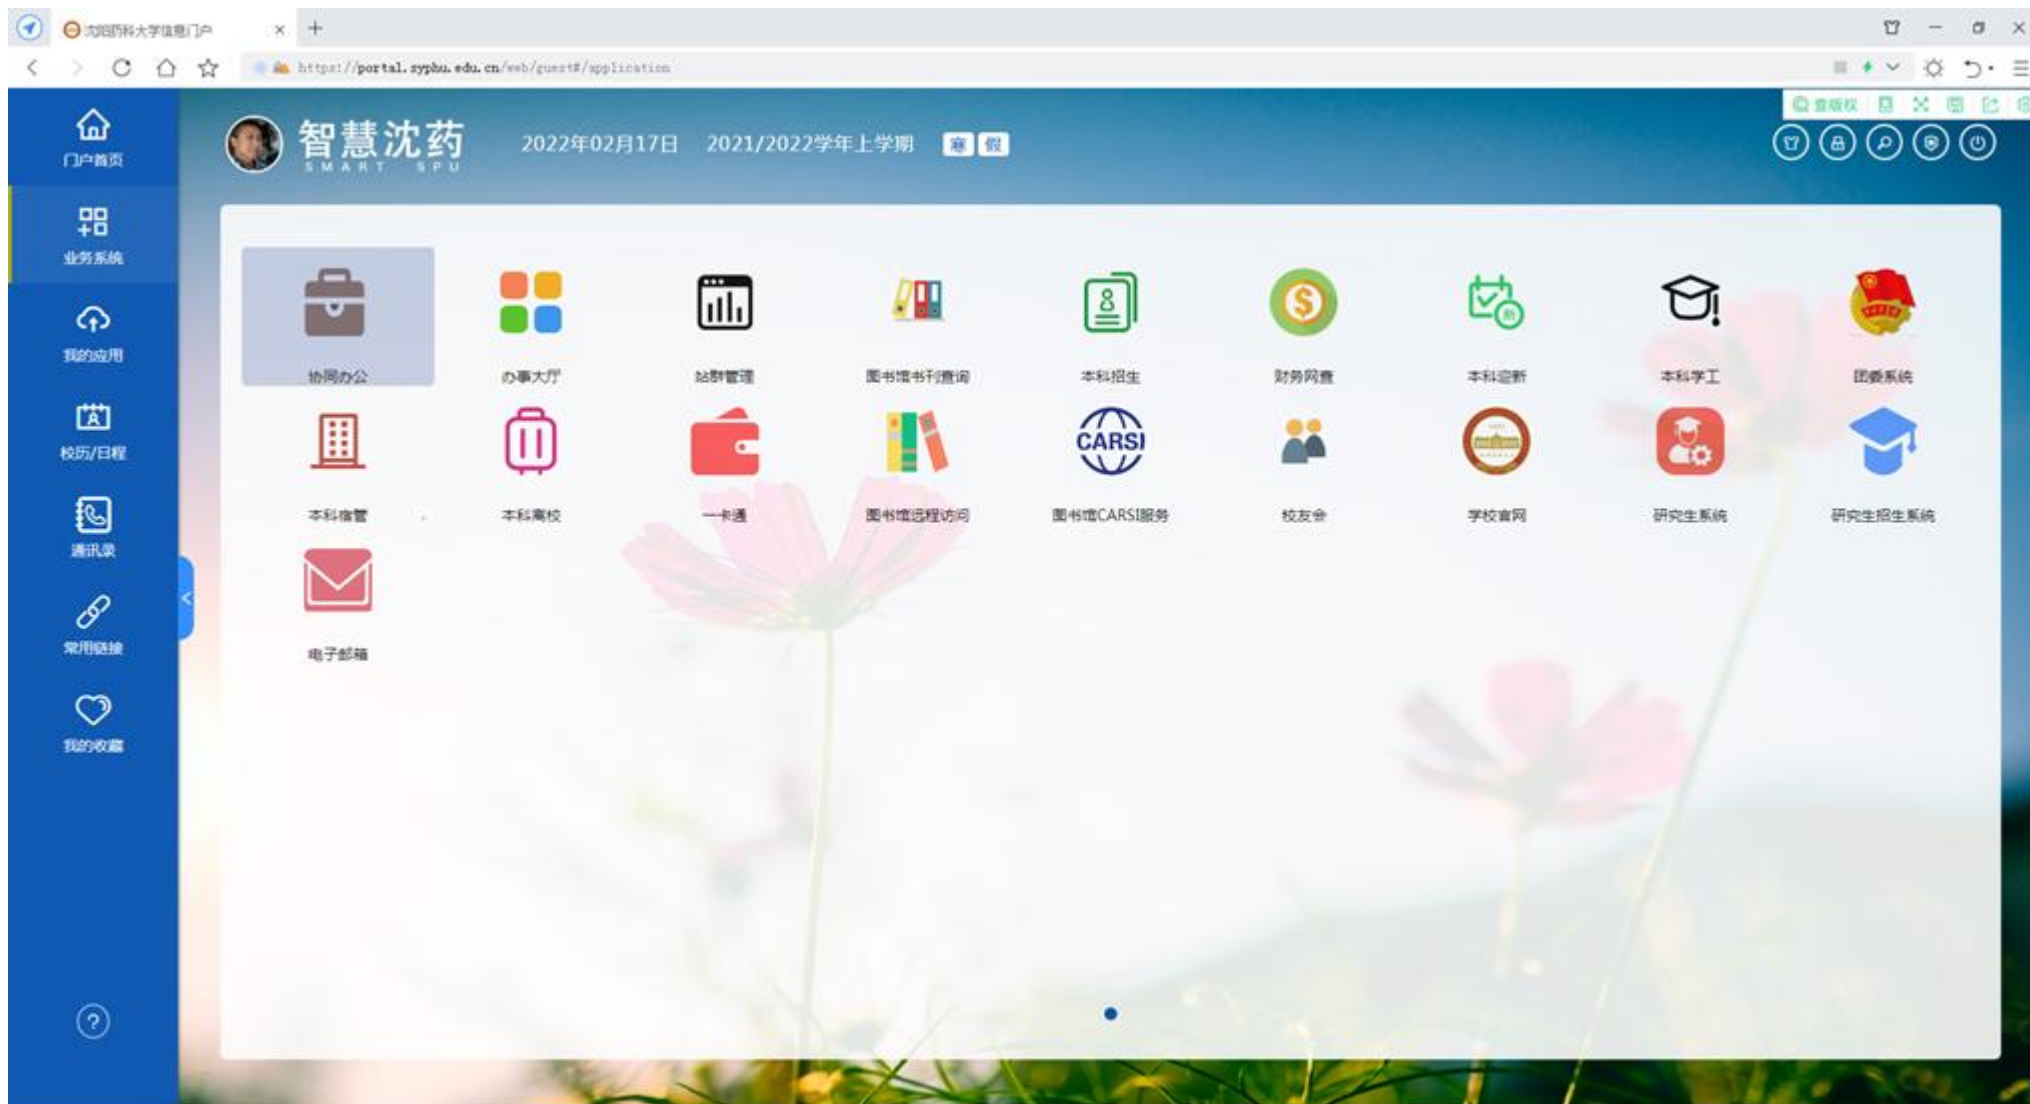 沈阳药科大学信息门户
https://portal.syphu.edu.cn/web/guest#/application
查版权
门户首页
智慧沈药
SMART SPU
2022年02月17日 2021/2022学年上学期 寒 假
业务系统
我的应用
校历/日程
通讯录
常用链接
我的收藏
协同办公 办事大厅 站群管理 图书馆书刊查询 本科招生 财务网查 本科迎新 本科学工 团委系统
新
CARSI
本科宿管 本科离校 一卡通 图书馆远程访问 图书馆CARSI服务 校友会 学校官网 研究生系统 研究生招生系统
电子邮箱